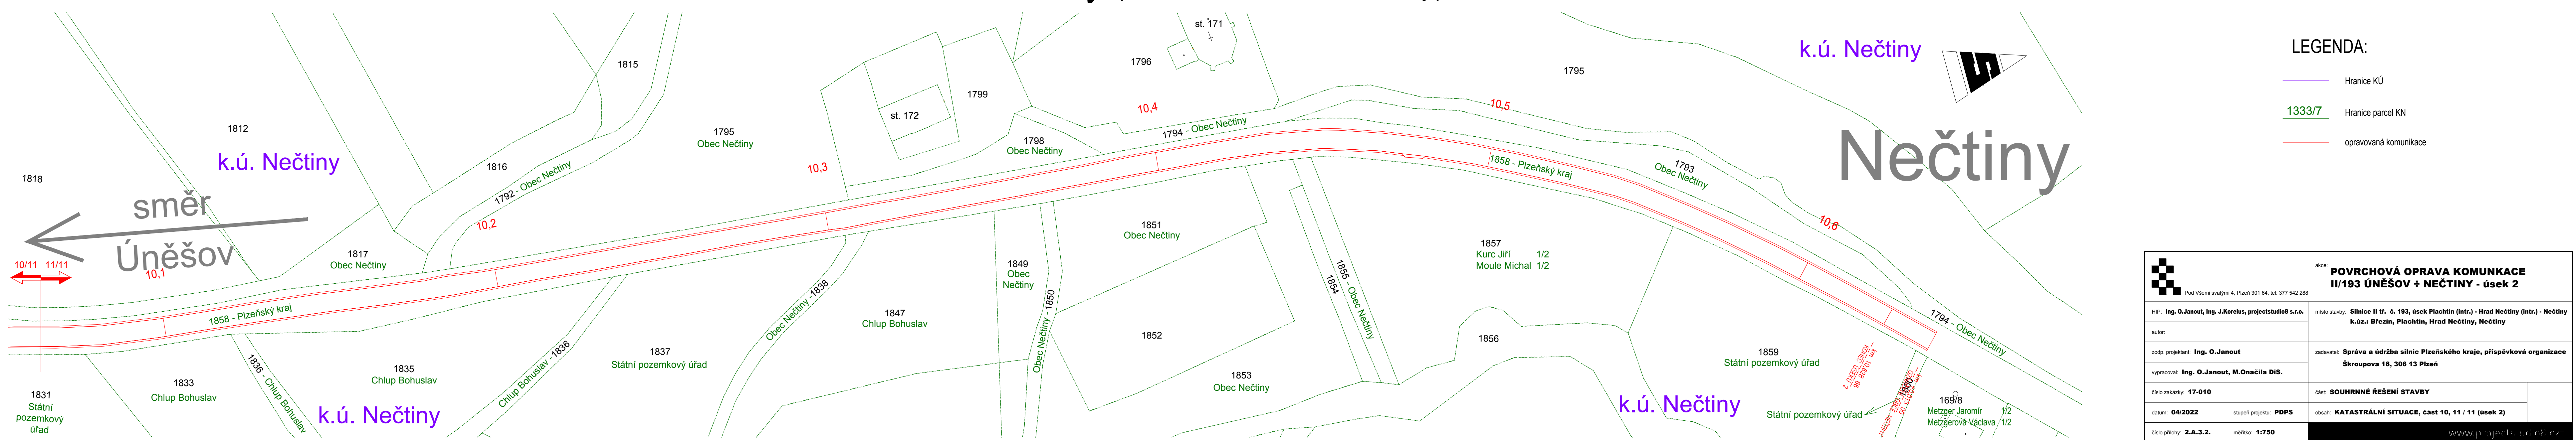 st. 171
1815
1796
1795
k.ú. Nečtiny
1799
st. 172
10,4
10,5
1812
1795
Obec Nečtiny
1794 - Obec Nečtiny
1798
Obec Nečtiny
k.ú. Nečtiny
1816
1792 - Obec Nečtiny
10,3
1858 - Plzeňský kraj
1793
Obec Nečtiny
Nečtiny
1818
směr
Úněšov
10,2
10,6
1817
Obec Nečtiny
1851
Obec Nečtiny
1857
Kurc Jiří 1/2
Moule Michal 1/2
10/11 11/11
10,1
1849
Obec
Nečtiny
1854
1855 - Obec Nečtiny
1858 - Plzeňský kraj
Obec Nečtiny - 1838
1847
Chlup Bohuslav
Obec Nečtiny - 1850
1794 - Obec Nečtiny
1852
1856
1837
Státní pozemkový úřad
1859
Státní pozemkový úřad
1836 - Chlup Bohuslav
1835
Chlup Bohuslav
Chlup Bohuslav - 1836
1833
Chlup Bohuslav
1853
Obec Nečtiny
1831
Státní
pozemkový
úřad
k.ú. Nečtiny
k.ú. Nečtiny
KONEC ÚSEKU 2
1860
Státní pozemkový úřad
169/8
Metzger Jaromír 1/2
Metzgerová Václava 1/2
LEGENDA:
Hranice KÚ
1333/7 Hranice parcel KN
opravovaná komunikace
Pod Všemi svatými 4, Plzeň 301 64, tel: 377 542 288
akce: POVRCHOVÁ OPRAVA KOMUNKACE
II/193 ÚNĚŠOV ÷ NEČTINY - úsek 2
HIP: Ing. O.Janout, Ing. J.Korelus, projectstudio8 s.r.o.
místo stavby: Silnice II tř. č. 193, úsek Plachtín (intr.) - Hrad Nečtiny (intr.) - Nečtiny
k.úz.: Březín, Plachtín, Hrad Nečtiny, Nečtiny
autor:
zodp. projektant: Ing. O.Janout
zadavatel: Správa a údržba silnic Plzeňského kraje, příspěvková organizace
Škroupova 18, 306 13 Plzeň
vypracoval: Ing. O.Janout, M.Onačila DiS.
číslo zakázky: 17-010
část: SOUHRNNÉ ŘEŠENÍ STAVBY
datum: 04/2022 stupeň projektu: PDPS
obsah: KATASTRÁLNÍ SITUACE, část 10, 11 / 11 (úsek 2)
číslo přílohy: 2.A.3.2. měřítko: 1:750
www.projectstudio8.cz